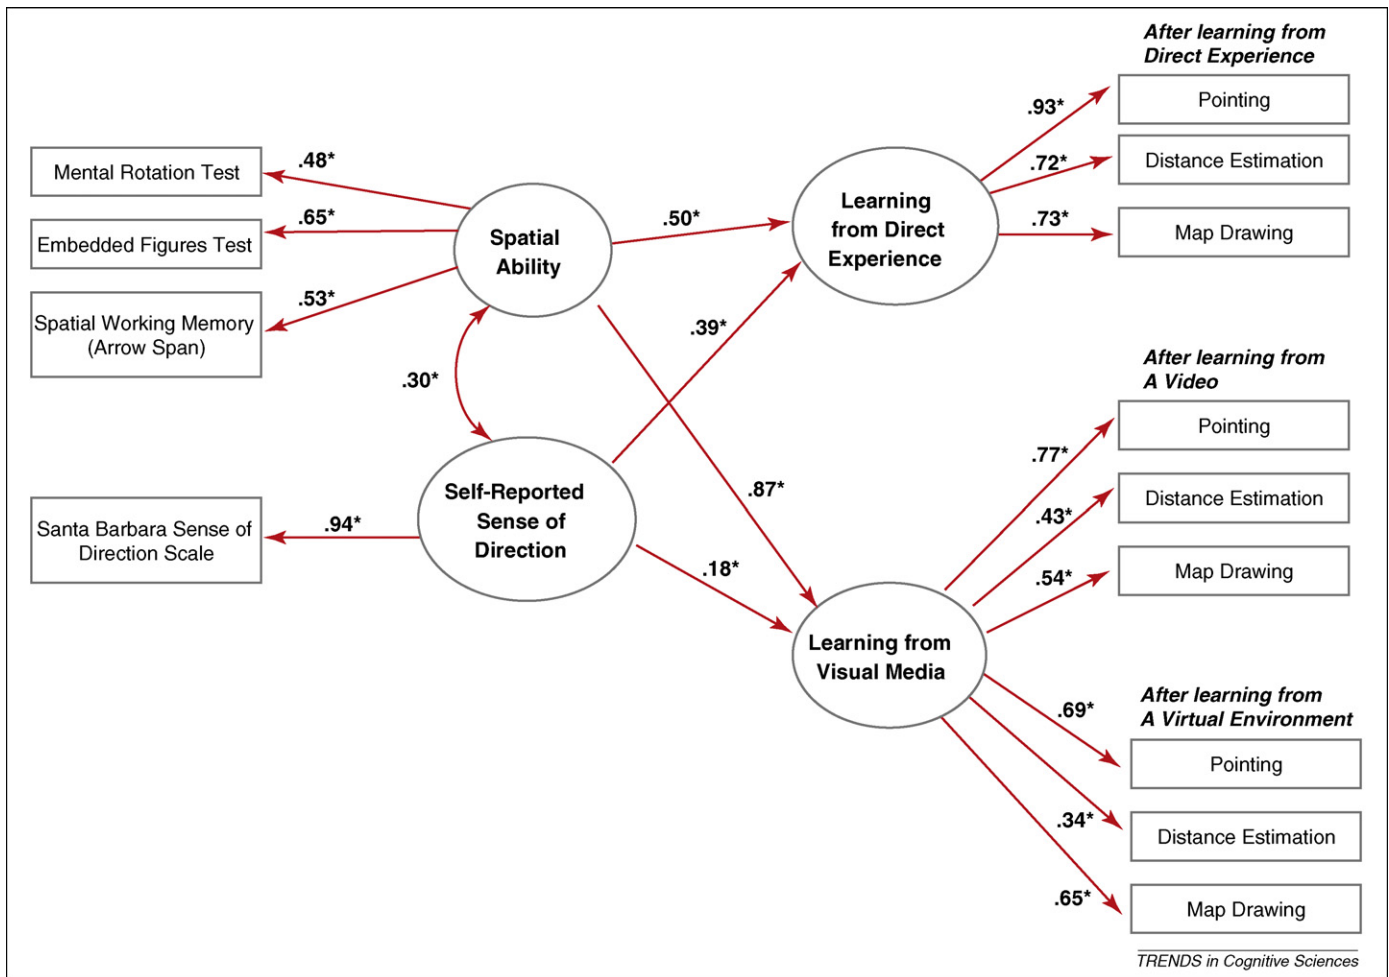 After learning from
Direct Experience
.93*
Pointing
.48*
.72*
Distance Estimation
Mental Rotation Test
Learning
from Direct
Experience
.65*
.50*
.73*
Map Drawing
Embedded Figures Test
Spatial
Ability
.53*
Spatial Working Memory
(Arrow Span)
.39*
.30*
After learning from
A Video
Pointing
.77*
Self-Reported
Sense of
Direction
.87*
Distance Estimation
.43*
Santa Barbara Sense of
Direction Scale
.94*
.18*
.54*
Map Drawing
Learning from
Visual Media
After learning from
A Virtual Environment
.69*
Pointing
.34*
Distance Estimation
.65*
Map Drawing
TRENDS in Cognitive Sciences